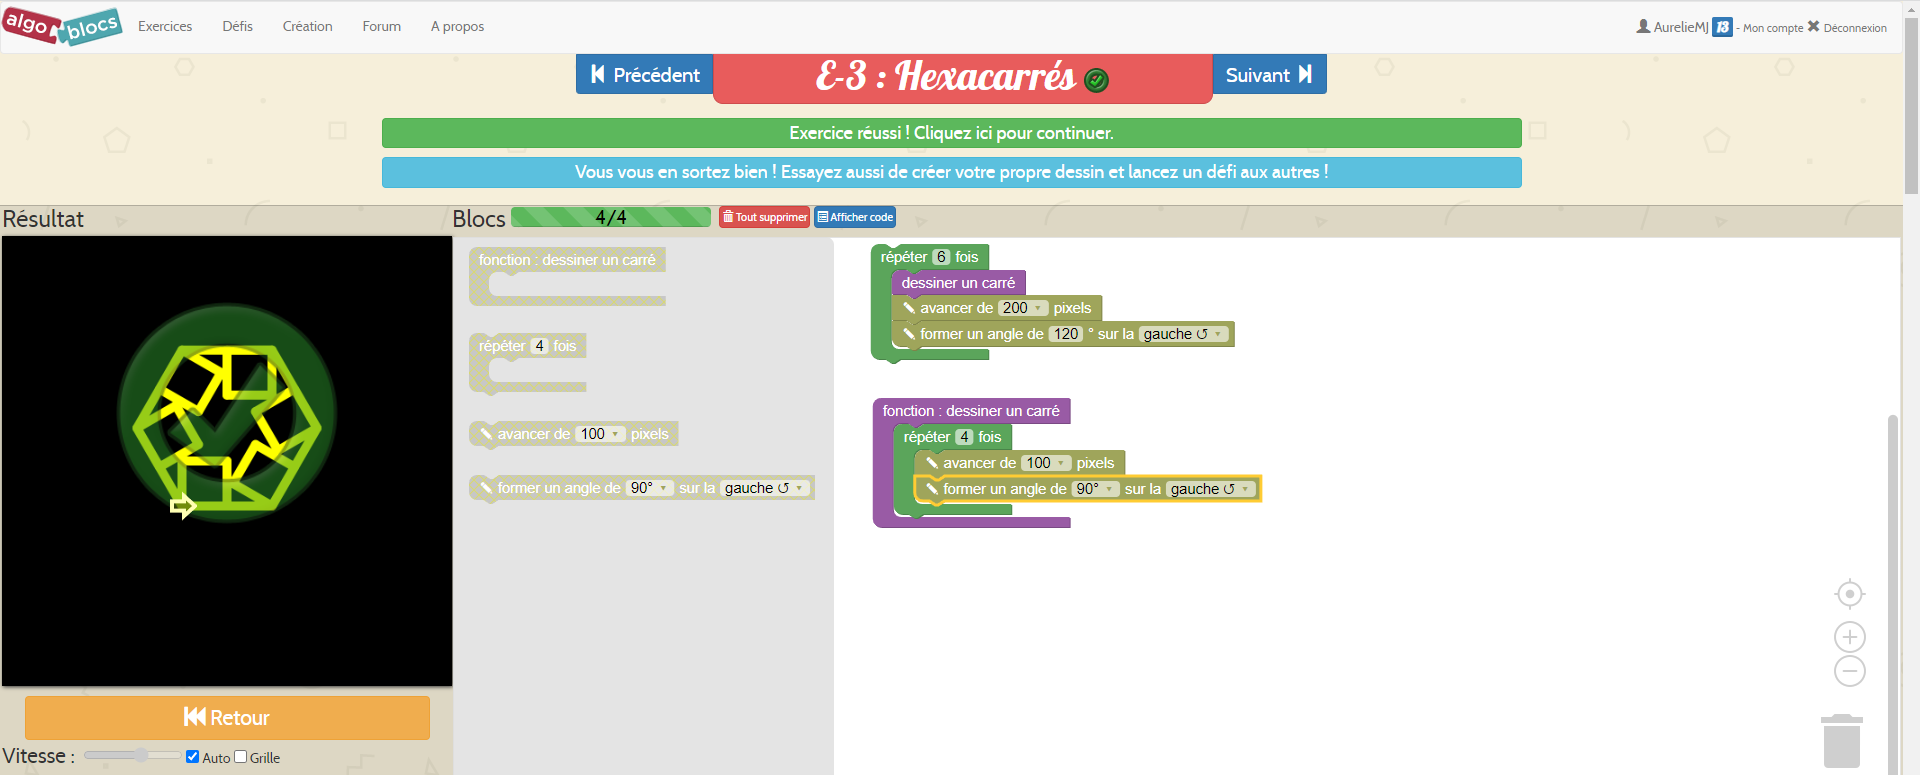 algo blocs Exercices Défis Création Forum A propos AurelieMJ 13 - Mon compte ✖ Déconnexion
Précédent E-3 : Hexacarrés Suivant
Exercice réussi ! Cliquez ici pour continuer.
Vous vous en sortez bien ! Essayez aussi de créer votre propre dessin et lancez un défi aux autres !
Résultat Blocs 4/4 Tout supprimer Afficher code
fonction : dessiner un carré
répéter 4 fois
avancer de 100 pixels
former un angle de 90° sur la gauche ↺
répéter 6 fois
dessiner un carré
avancer de 200 pixels
former un angle de 120 ° sur la gauche ↺
fonction : dessiner un carré
répéter 4 fois
avancer de 100 pixels
former un angle de 90° sur la gauche ↺
Retour
Vitesse : Auto Grille